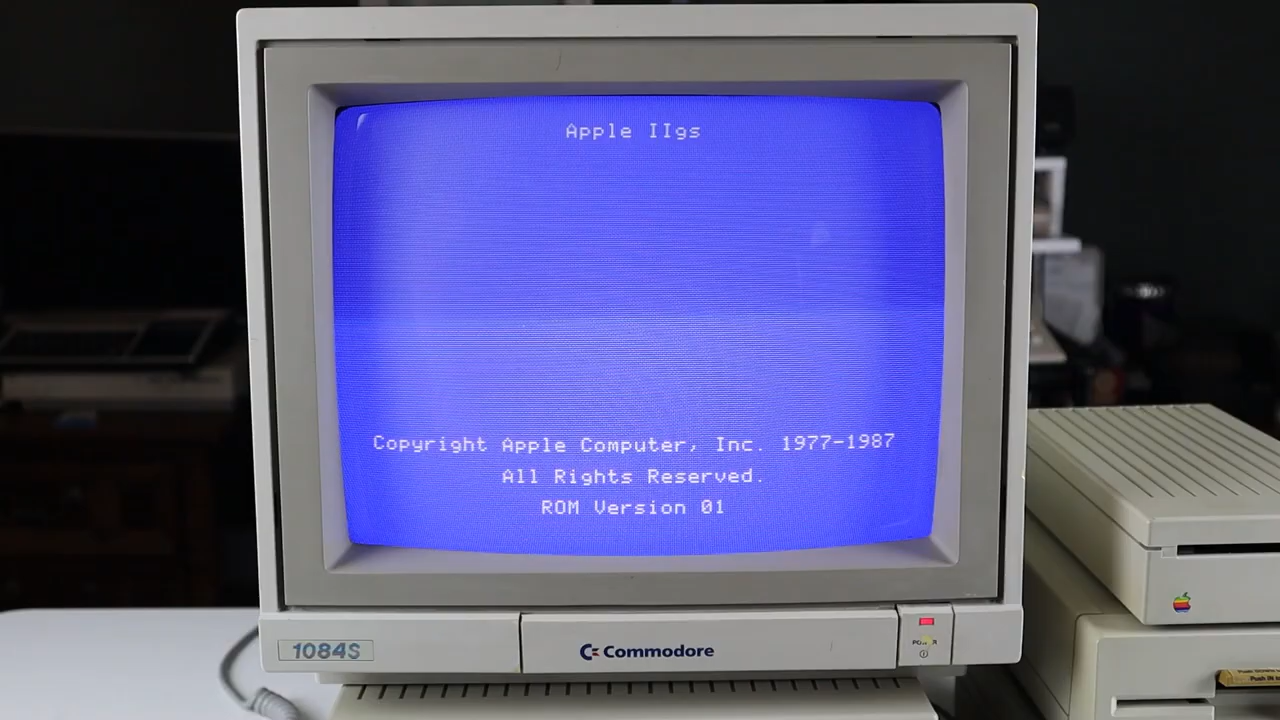 Apple IIgs
Copyright Apple Computer, Inc. 1977-1987
All Rights Reserved.
ROM Version 01
1084S
Commodore
POWER